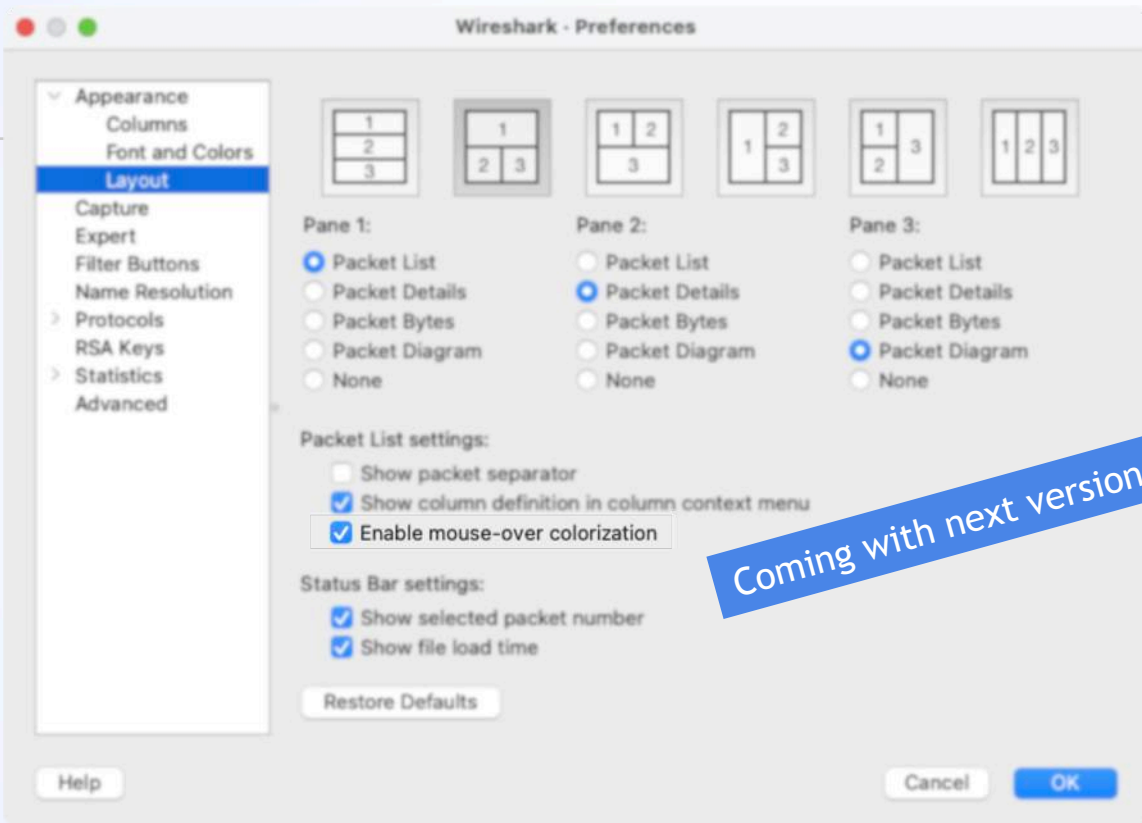 Wireshark · Preferences
Appearance
Columns
Font and Colors
Layout
Capture
Expert
Filter Buttons
Name Resolution
Protocols
RSA Keys
Statistics
Advanced
1
2
3
1
2 3
1 2
3
1 2
3
1 3
2
1 2 3
Pane 1:
Packet List
Packet Details
Packet Bytes
Packet Diagram
None
Pane 2:
Packet List
Packet Details
Packet Bytes
Packet Diagram
None
Pane 3:
Packet List
Packet Details
Packet Bytes
Packet Diagram
None
Packet List settings:
Show packet separator
Show column definition in column context menu
Enable mouse-over colorization
Coming with next version
Status Bar settings:
Show selected packet number
Show file load time
Restore Defaults
Help
Cancel
OK